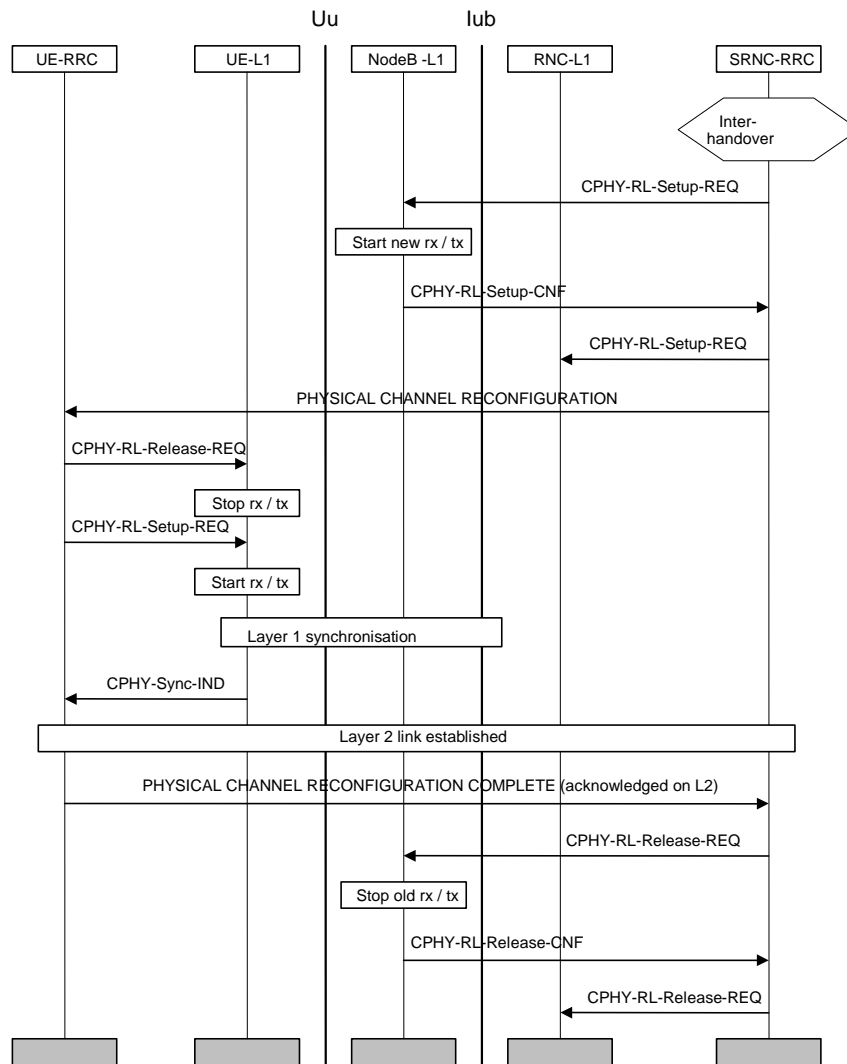 Uu
Iub
UE-RRC
UE-L1
NodeB -L1
RNC-L1
SRNC-RRC
Inter-
handover
CPHY-RL-Setup-REQ
Start new rx / tx
CPHY-RL-Setup-CNF
CPHY-RL-Setup-REQ
PHYSICAL CHANNEL RECONFIGURATION
CPHY-RL-Release-REQ
Stop rx / tx
CPHY-RL-Setup-REQ
Start rx / tx
Layer 1 synchronisation
CPHY-Sync-IND
Layer 2 link established
PHYSICAL CHANNEL RECONFIGURATION COMPLETE (acknowledged on L2)
CPHY-RL-Release-REQ
Stop old rx / tx
CPHY-RL-Release-CNF
CPHY-RL-Release-REQ